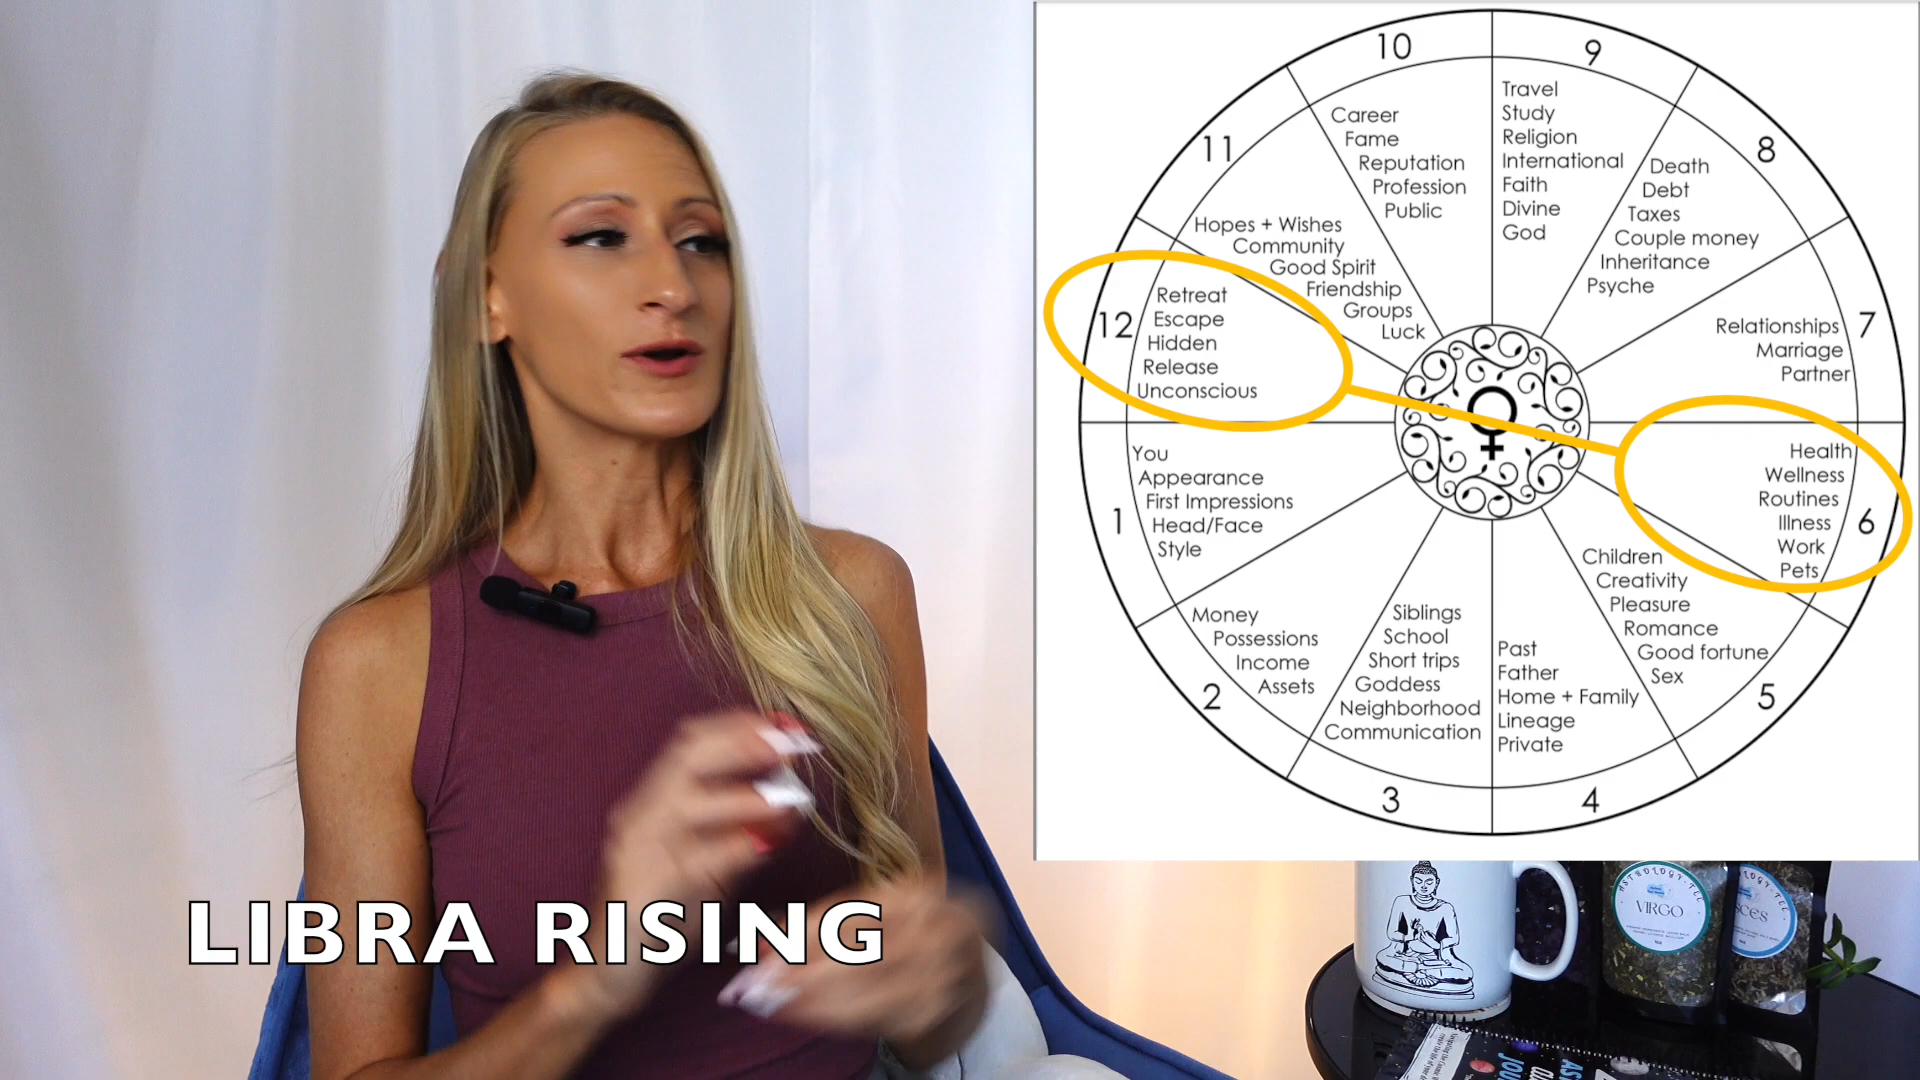 10
9
11
8
12
7
1
6
2
5
3
4
Career
Fame
Reputation
Profession
Public
Travel
Study
Religion
International
Faith
Divine
God
Hopes + Wishes
Community
Good Spirit
Friendship
Groups
Luck
Death
Debt
Taxes
Couple money
Inheritance
Psyche
Retreat
Escape
Hidden
Release
Unconscious
Relationships
Marriage
Partner
You
Appearance
First Impressions
Head/Face
Style
Health
Wellness
Routines
Illness
Work
Pets
Money
Possessions
Income
Assets
Siblings
School
Short trips
Goddess
Neighborhood
Communication
Past
Father
Home + Family
Lineage
Private
Children
Creativity
Pleasure
Romance
Good fortune
Sex
LIBRA RISING
ASTROLOGY-TEE
VIRGO